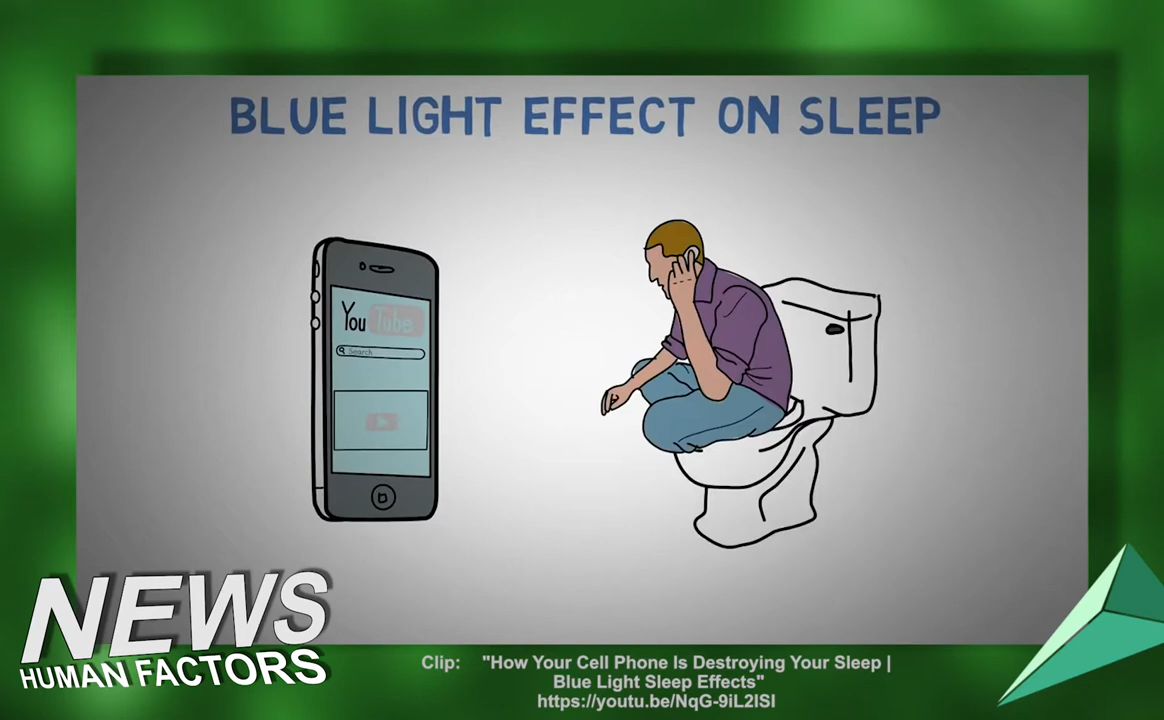 BLUE LIGHT EFFECT ON SLEEP
YouTube
Search
NEWS
HUMAN FACTORS
Clip: "How Your Cell Phone Is Destroying Your Sleep |
Blue Light Sleep Effects"
https://youtu.be/NqG-9iL2ISI